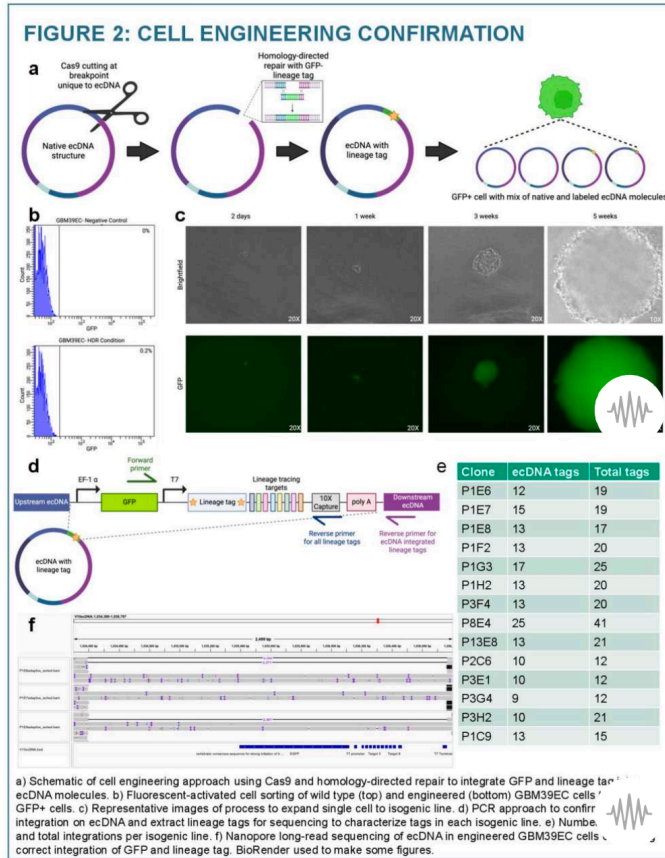 FIGURE 2: CELL ENGINEERING CONFIRMATION
a
Cas9 cutting at
breakpoint
unique to ecDNA
Homology-directed
repair with GFP-
lineage tag
Native ecDNA
structure
ecDNA with
lineage tag
GFP+ cell with mix of native and labeled ecDNA molecules
b
GBM39EC- Negative Control
0%
Count
GFP
GBM39EC- HDR Condition
0.2%
Count
GFP
c
2 days
1 week
3 weeks
5 weeks
Brightfield
20X
20X
20X
10X
GFP
20X
20X
20X
d
Forward
primer
EF-1 α
T7
Lineage tracing
targets
Upstream ecDNA
GFP
Lineage tag
10X
Capture
poly A
Downstream
ecDNA
Reverse primer
for all lineage tags
Reverse primer for
ecDNA integrated
lineage tags
ecDNA with
lineage tag
e
Clone ecDNA tags Total tags
P1E6 12 19
P1E7 15 19
P1E8 13 17
P1F2 13 20
P1G3 17 25
P1H2 13 20
P3F4 13 20
P8E4 25 41
P13E8 13 21
P2C6 10 12
P3E1 10 12
P3G4 9 12
P3H2 10 21
P1C9 13 15
f
a) Schematic of cell engineering approach using Cas9 and homology-directed repair to integrate GFP and lineage tag
ecDNA molecules. b) Fluorescent-activated cell sorting of wild type (top) and engineered (bottom) GBM39EC cells
GFP+ cells. c) Representative images of process to expand single cell to isogenic line. d) PCR approach to confirm
integration on ecDNA and extract lineage tags for sequencing to characterize tags in each isogenic line. e)
and total integrations per isogenic line. f) Nanopore long-read sequencing of ecDNA in engineered GBM39EC cells
correct integration of GFP and lineage tag. BioRender used to make some figures.